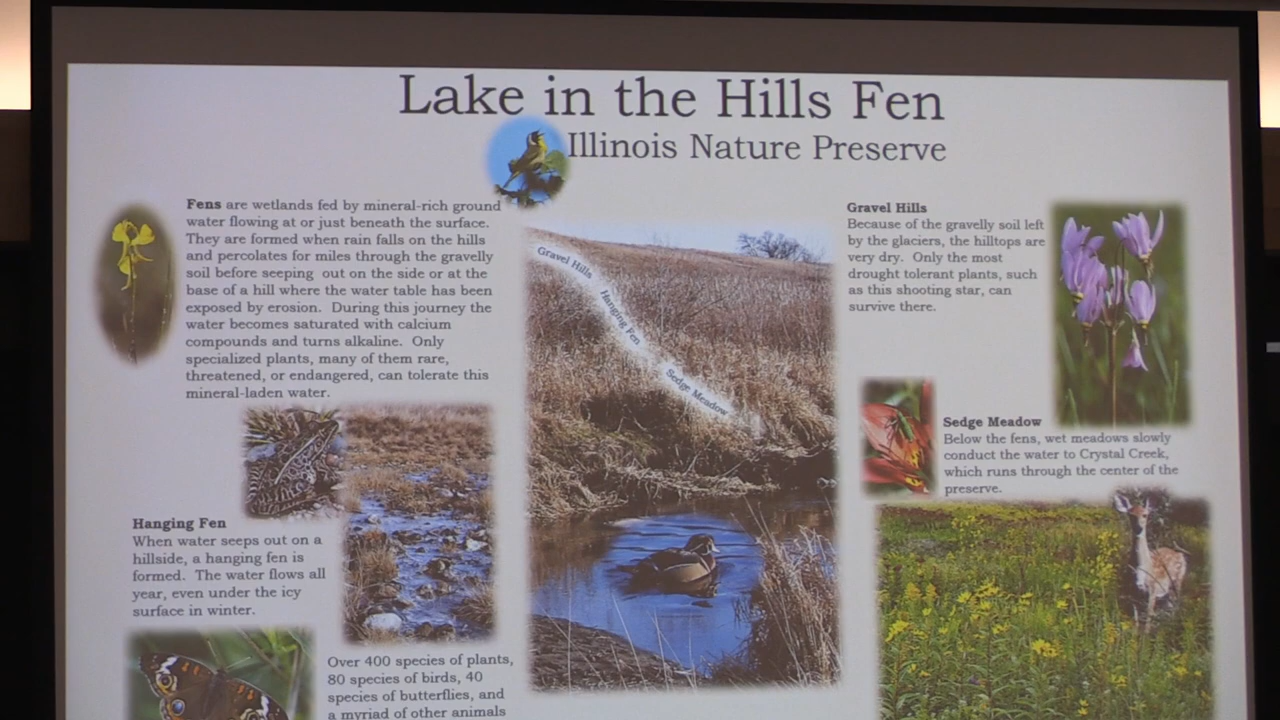 Lake in the Hills Fen
Illinois Nature Preserve
Fens are wetlands fed by mineral-rich ground
water flowing at or just beneath the surface.
They are formed when rain falls on the hills
and percolates for miles through the gravelly
soil before seeping out on the side or at the
base of a hill where the water table has been
exposed by erosion. During this journey the
water becomes saturated with calcium
compounds and turns alkaline. Only
specialized plants, many of them rare,
threatened, or endangered, can tolerate this
mineral-laden water.
Hanging Fen
When water seeps out on a
hillside, a hanging fen is
formed. The water flows all
year, even under the icy
surface in winter.
Over 400 species of plants,
80 species of birds, 40
species of butterflies, and
a myriad of other animals
Gravel Hills
Hanging Fen
Sedge Meadow
Gravel Hills
Because of the gravelly soil left
by the glaciers, the hilltops are
very dry. Only the most
drought tolerant plants, such
as this shooting star, can
survive there.
Sedge Meadow
Below the fens, wet meadows slowly
conduct the water to Crystal Creek,
which runs through the center of the
preserve.